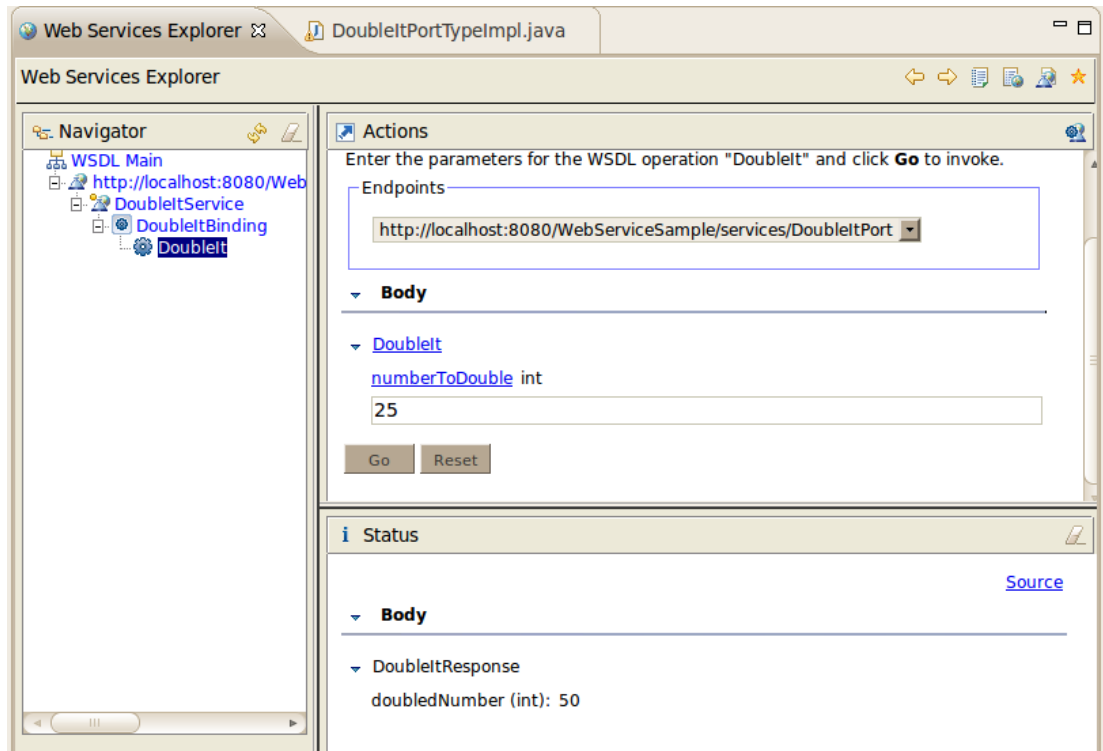 Web Services Explorer
DoubleItPortTypeImpl.java
Web Services Explorer
Navigator
WSDL Main
http://localhost:8080/Web
DoubleItService
DoubleItBinding
DoubleIt
Actions
Enter the parameters for the WSDL operation "DoubleIt" and click Go to invoke.
Endpoints
http://localhost:8080/WebServiceSample/services/DoubleItPort
Body
DoubleIt
numberToDouble int
25
Go Reset
i Status
Source
Body
DoubleItResponse
doubledNumber (int): 50